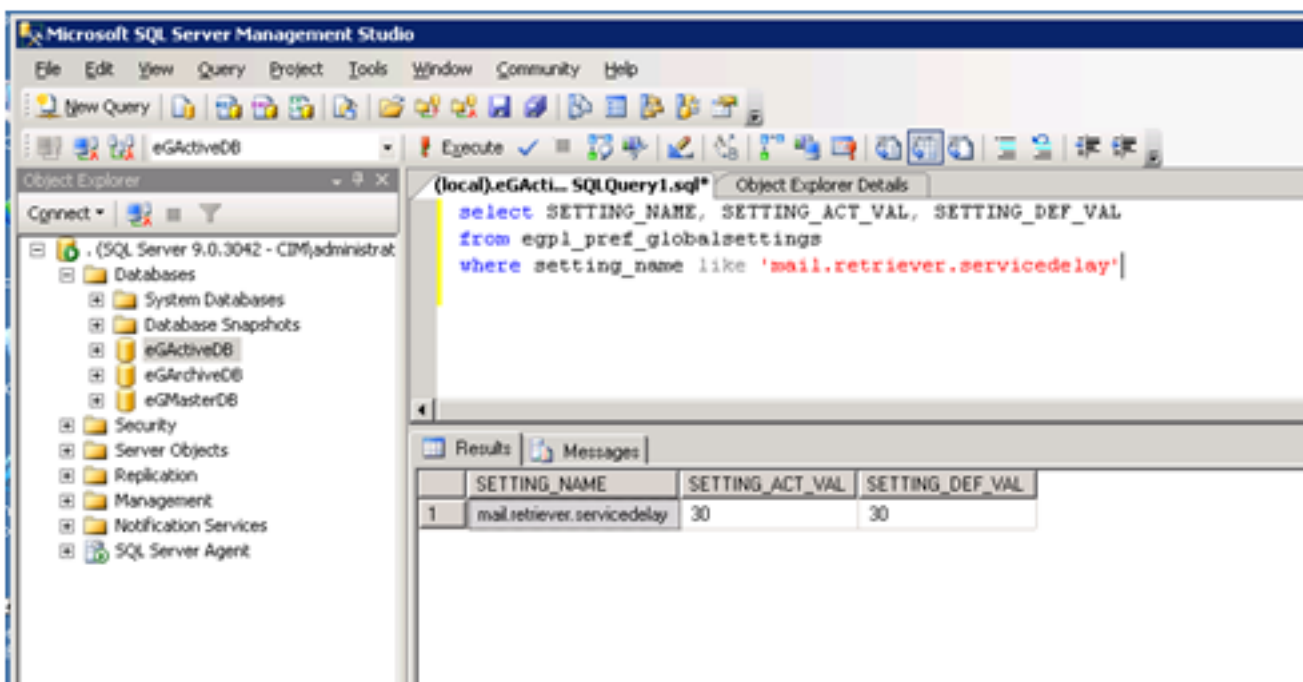 Microsoft SQL Server Management Studio
File Edit View Query Project Tools Window Community Help
New Query
eGActiveDB Execute
Object Explorer
(local).eGActi... SQLQuery1.sql* Object Explorer Details
Connect
select SETTING_NAME, SETTING_ACT_VAL, SETTING_DEF_VAL
from egpl_pref_globalsettings
where setting_name like 'mail.retriever.servicedelay'
. (SQL Server 9.0.3042 - CIM\administrat
Databases
System Databases
Database Snapshots
eGActiveDB
eGArchiveDB
eGMasterDB
Security
Server Objects
Replication
Management
Notification Services
SQL Server Agent
Results Messages
SETTING_NAME SETTING_ACT_VAL SETTING_DEF_VAL
1 mail.retriever.servicedelay 30 30